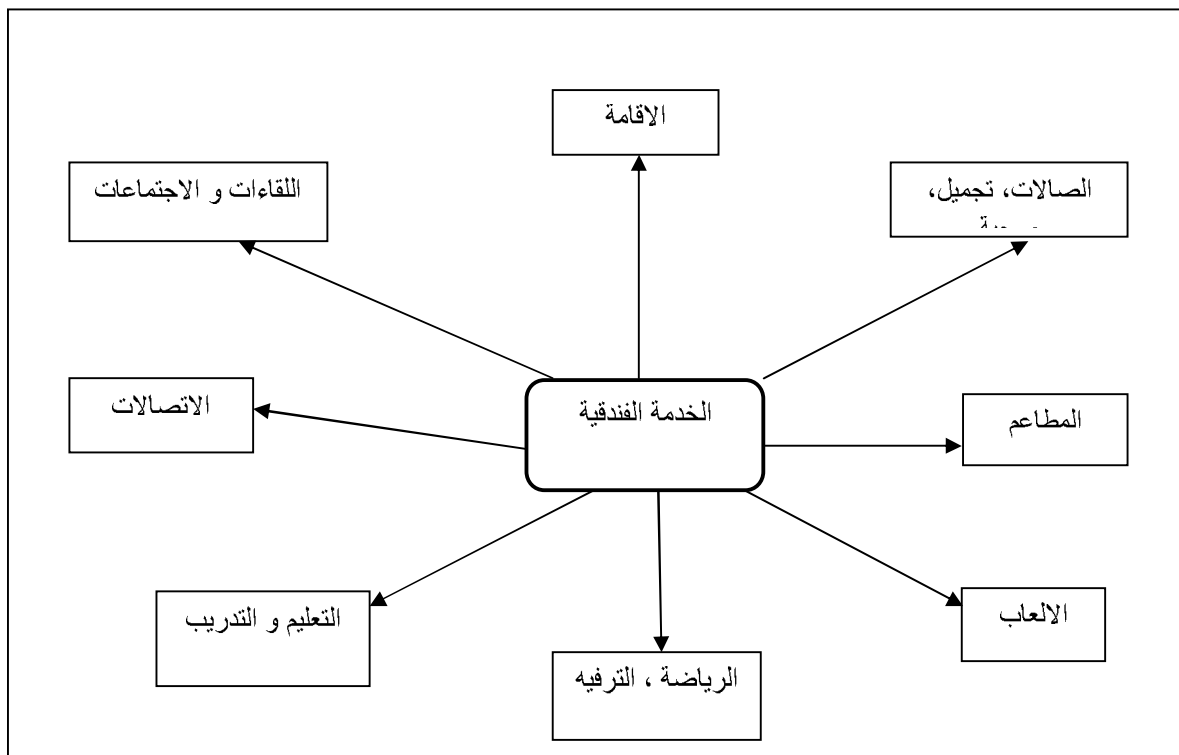 الاقامة
اللقاءات و الاجتماعات
الصالات، تجميل،
الاتصالات
الخدمة الفندقية
المطاعم
التعليم و التدريب
الرياضة ، الترفيه
الالعاب